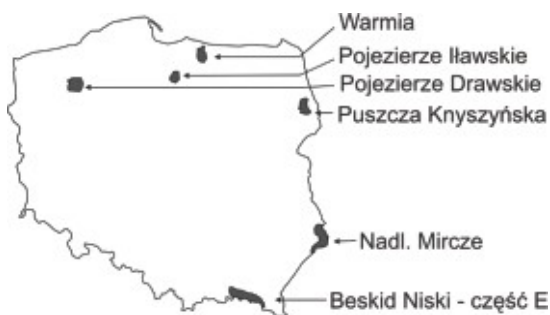 Warmia
Pojezierze Iławskie
Pojezierze Drawskie
Puszcza Knyszyńska
Nadl. Mircze
Beskid Niski - część E